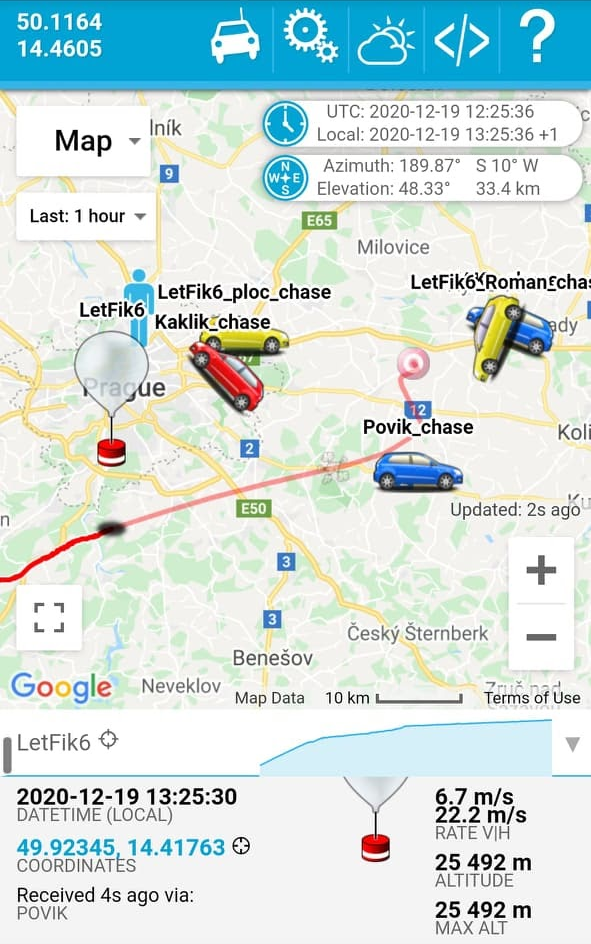 50.1164
14.4605
</>
?
Map
lník
UTC: 2020-12-19 12:25:36
Local: 2020-12-19 13:25:36 +1
N
W E
S
Azimuth: 189.87° S 10° W
Elevation: 48.33° 33.4 km
9
Last: 1 hour
E65
Milovice
LetFik6_ploc_chase
LetFik6
Kaklik_chase
ady
Prague
12
Povik_chase
2
Koli
E50
Updated: 2s ago
3
3
Český Šternberk
Benešov
Google
Neveklov
Map Data
10 km
Terms of Use
LetFik6
2020-12-19 13:25:30
DATETIME (LOCAL)
49.92345, 14.41763
COORDINATES
Received 4s ago via:
POVIK
6.7 m/s
22.2 m/s
RATE V|H
25 492 m
ALTITUDE
25 492 m
MAX ALT